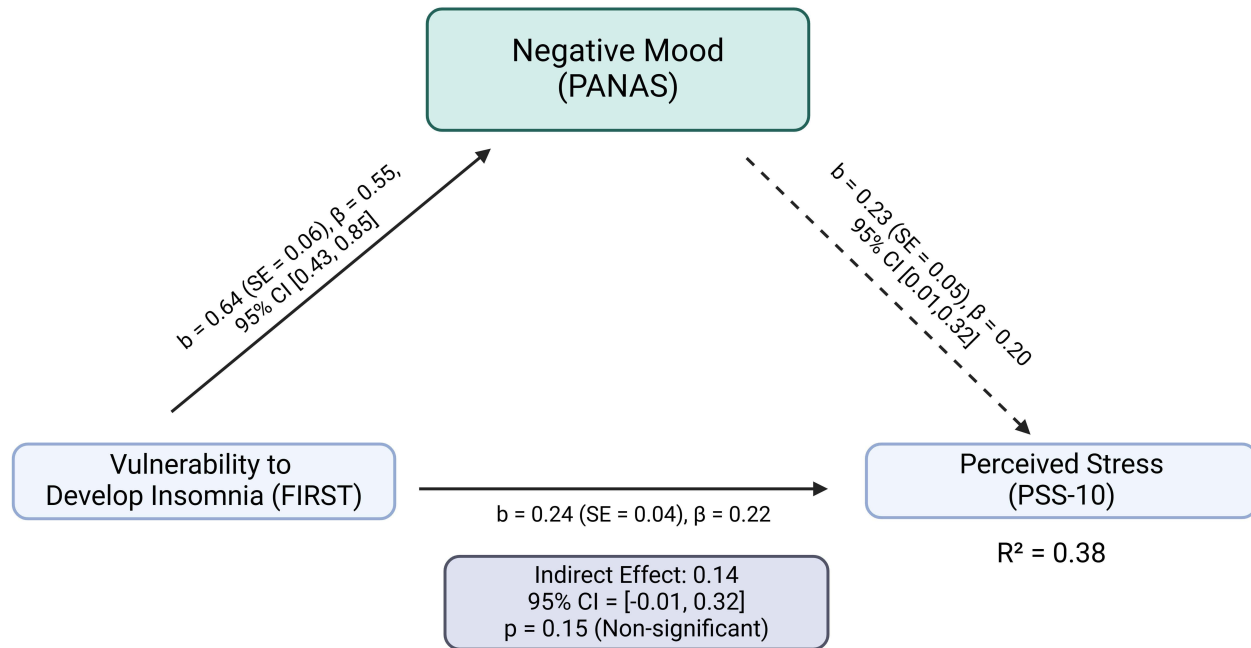 Negative Mood
(PANAS)
b = 0.64 (SE = 0.06), β = 0.55,
95% CI [0.43, 0.85]
b = 0.23 (SE = 0.05), β = 0.20
95% CI [0.01,0.32]
Vulnerability to
Develop Insomnia (FIRST)
Perceived Stress
(PSS-10)
b = 0.24 (SE = 0.04), β = 0.22
R² = 0.38
Indirect Effect: 0.14
95% CI = [-0.01, 0.32]
p = 0.15 (Non-significant)